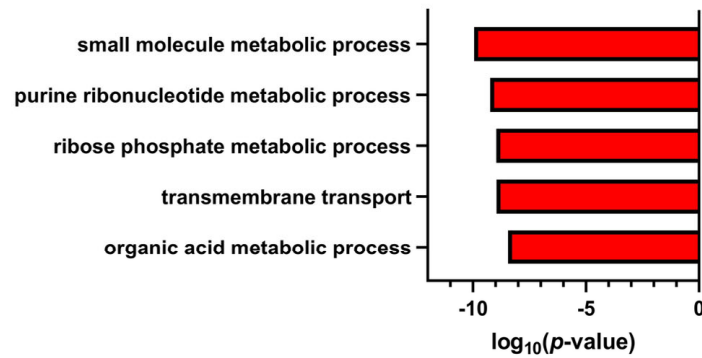 small molecule metabolic process
purine ribonucleotide metabolic process
ribose phosphate metabolic process
transmembrane transport
organic acid metabolic process
-10 -5 0
log₁₀(p-value)